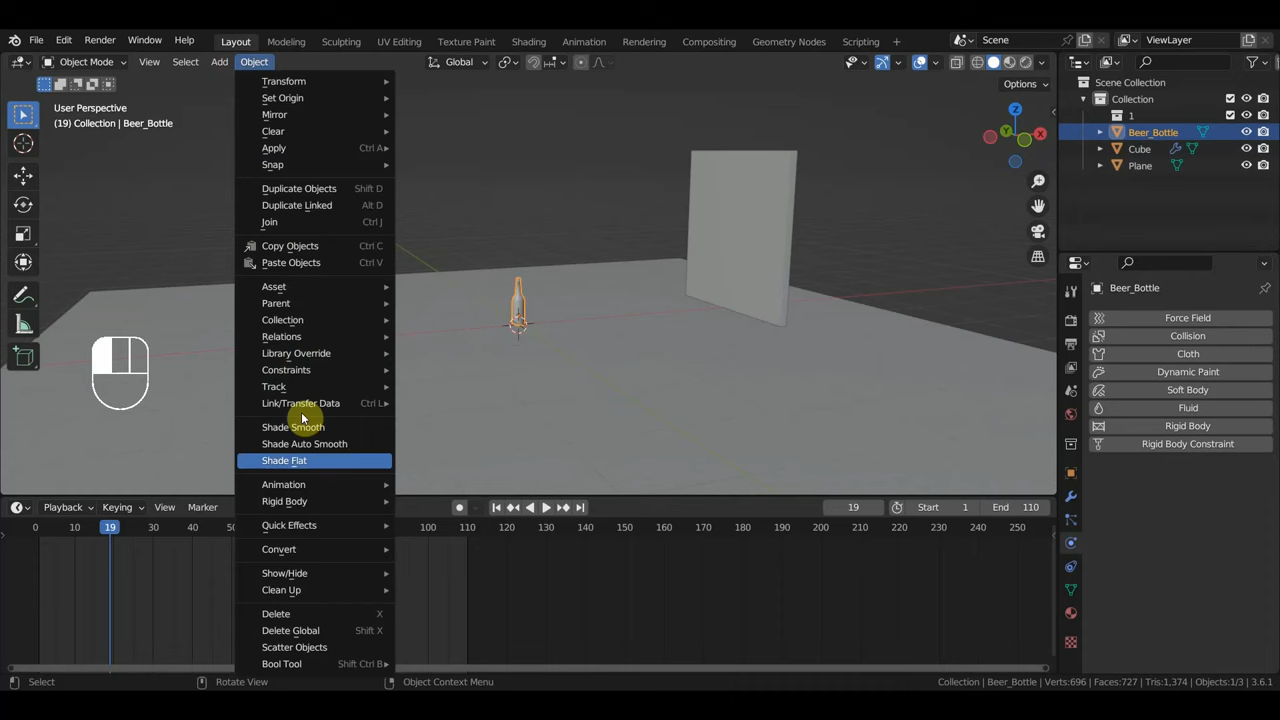 File Edit Render Window Help Layout Modeling Sculpting UV Editing Texture Paint Shading Animation Rendering Compositing Geometry Nodes Scripting + Scene ViewLayer
Object Mode View Select Add Object Global
Options
User Perspective
(19) Collection | Beer_Bottle
Transform
Set Origin
Mirror
Clear
Apply Ctrl A
Snap
Duplicate Objects Shift D
Duplicate Linked Alt D
Join Ctrl J
Copy Objects Ctrl C
Paste Objects Ctrl V
Asset
Parent
Collection
Relations
Library Override
Constraints
Track
Link/Transfer Data Ctrl L
Shade Smooth
Shade Auto Smooth
Shade Flat
Animation
Rigid Body
Quick Effects
Convert
Show/Hide
Clean Up
Delete X
Delete Global Shift X
Scatter Objects
Bool Tool Shift Ctrl B
Z
Y
X
Scene Collection
Collection
1
Beer_Bottle
Cube
Plane
Beer_Bottle
Force Field
Collision
Cloth
Dynamic Paint
Soft Body
Fluid
Rigid Body
Rigid Body Constraint
Playback Keying View Marker 19 Start 1 End 110
0 19 30 40 100 110 120 130 140 150 160 170 180 190 200 210 220 230 240 250
Select Rotate View Object Context Menu Collection | Beer_Bottle | Verts:696 | Faces:727 | Tris:1,374 | Objects:1/3 | 3.6.1